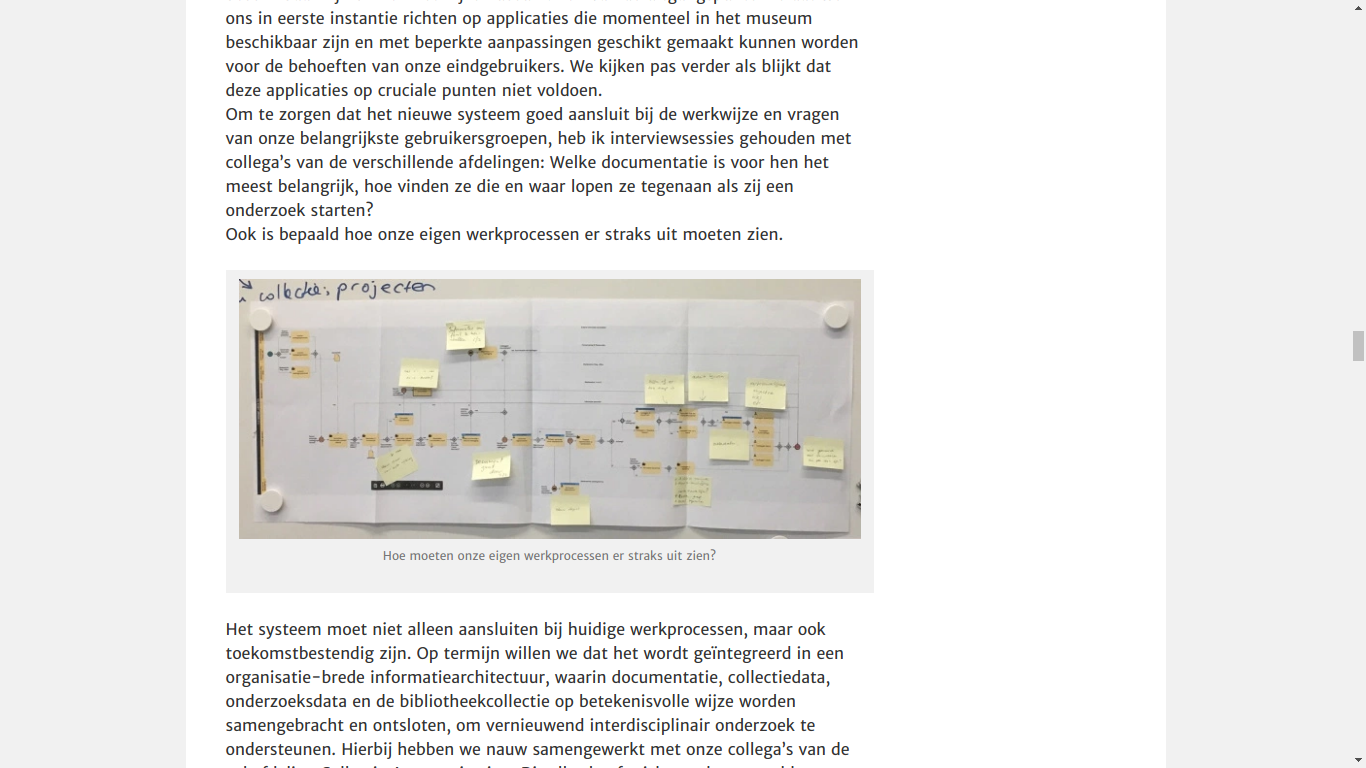 ons in eerste instantie richten op applicaties die momenteel in het museum
beschikbaar zijn en met beperkte aanpassingen geschikt gemaakt kunnen worden
voor de behoeften van onze eindgebruikers. We kijken pas verder als blijkt dat
deze applicaties op cruciale punten niet voldoen.
Om te zorgen dat het nieuwe systeem goed aansluit bij de werkwijze en vragen
van onze belangrijkste gebruikersgroepen, heb ik interviewsessies gehouden met
collega’s van de verschillende afdelingen: Welke documentatie is voor hen het
meest belangrijk, hoe vinden ze die en waar lopen ze tegenaan als zij een
onderzoek starten?
Ook is bepaald hoe onze eigen werkprocessen er straks uit moeten zien.
collectie; projecten
Hoe moeten onze eigen werkprocessen er straks uit zien?
Het systeem moet niet alleen aansluiten bij huidige werkprocessen, maar ook
toekomstbestendig zijn. Op termijn willen we dat het wordt geïntegreerd in een
organisatie-brede informatiearchitectuur, waarin documentatie, collectiedata,
onderzoeksdata en de bibliotheekcollectie op betekenisvolle wijze worden
samengebracht en ontsloten, om vernieuwend interdisciplinair onderzoek te
ondersteunen. Hierbij hebben we nauw samengewerkt met onze collega’s van de